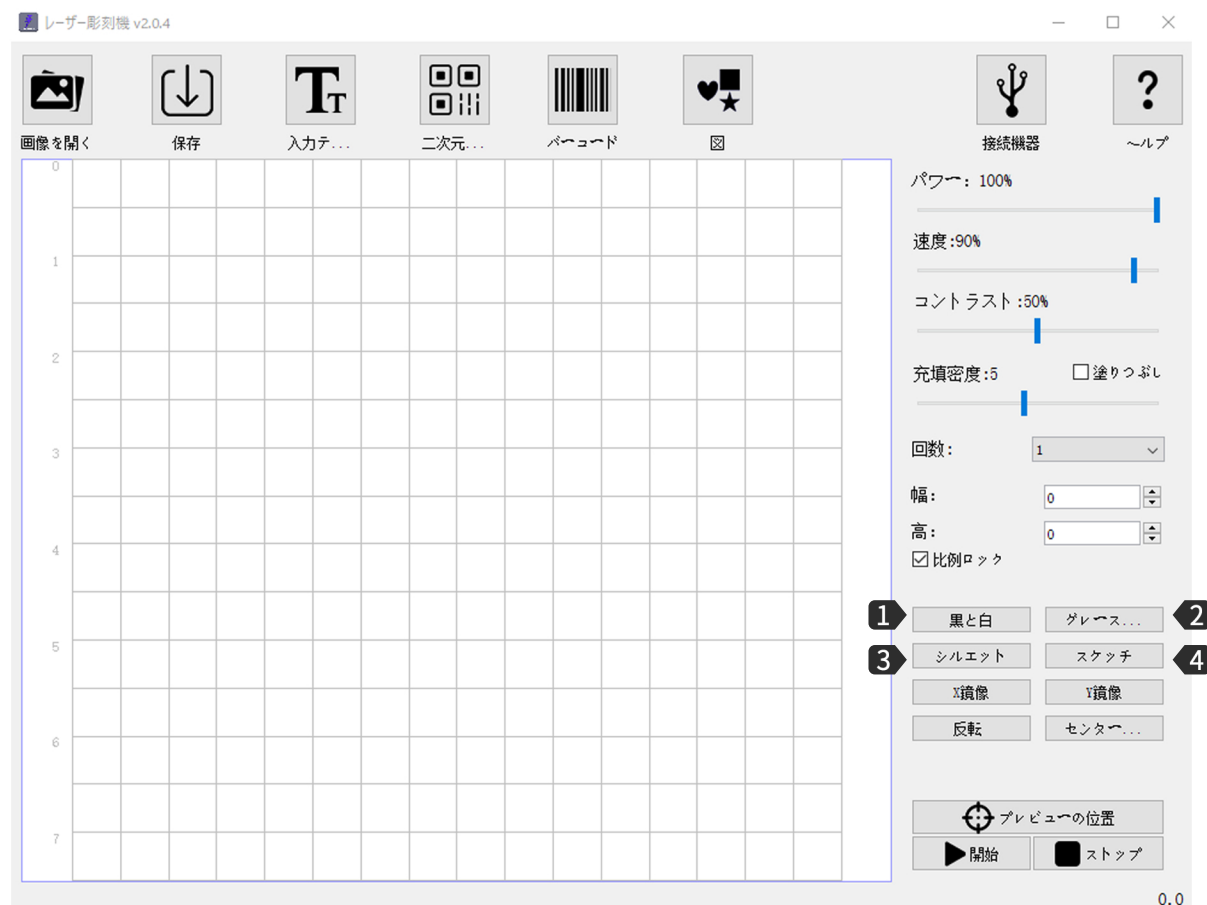 レーザー彫刻機 v2.0.4
画像を開く 保存 入力テ... 二次元... バーコード 図 接続機器 ヘルプ
0
1
2
3
4
5
6
7
パワー: 100%
速度:90%
コントラスト:50%
充填密度:5 塗りつぶし
回数: 1
幅: 0
高: 0
比例ロック
1 黒と白 グレース... 2
3 シルエット スケッチ 4
X鏡像 Y鏡像
反転 センター...
プレビューの位置
開始 ストップ
0.0